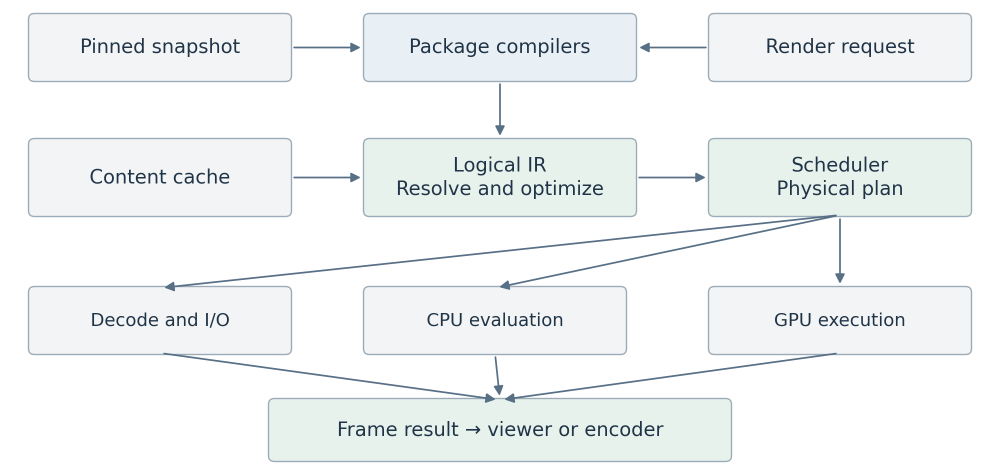 Pinned snapshot
Package compilers
Render request
Content cache
Logical IR
Resolve and optimize
Scheduler
Physical plan
Decode and I/O
CPU evaluation
GPU execution
Frame result → viewer or encoder